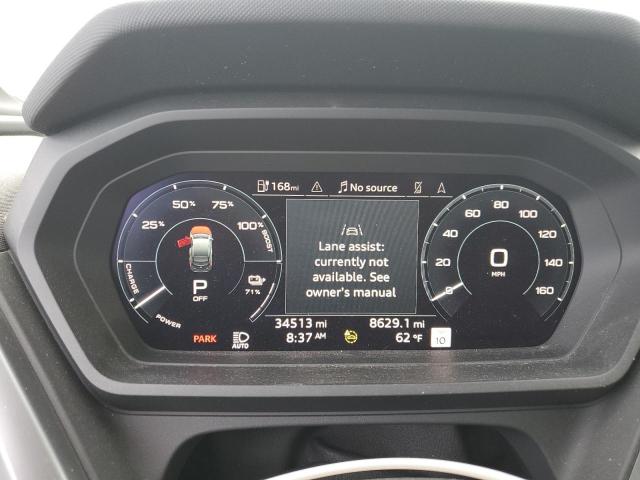 168mi
No source
50%
75%
25%
100%
CHARGE
BOOST
P
OFF
71%
POWER
Lane assist:
currently not
available. See
owner's manual
80
60
100
40
120
20
140
0
160
0
MPH
34513 mi
8629.1 mi
PARK
AUTO
8:37 AM
62 °F
10